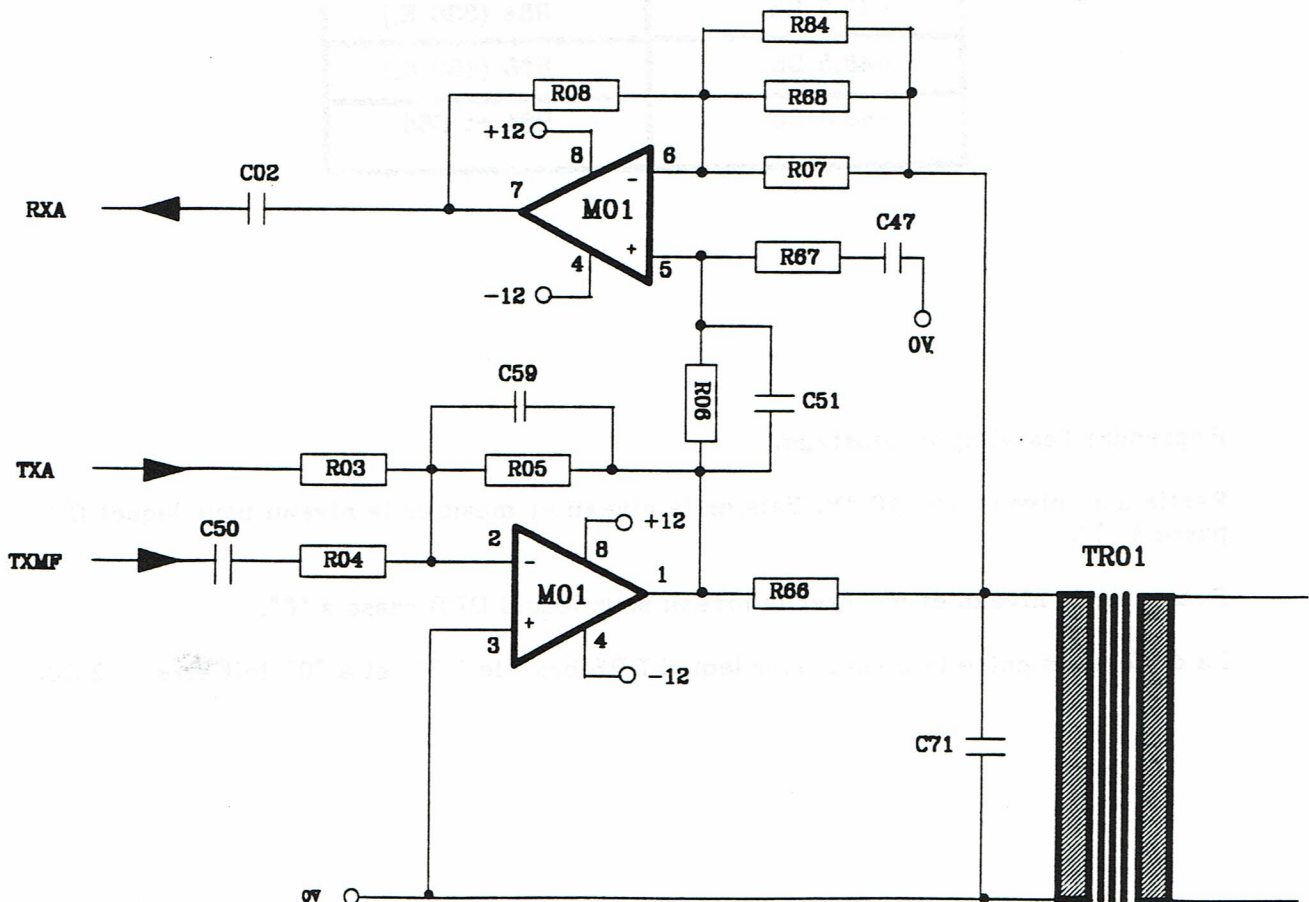 R84
R08
R68
+12
8
6
R07
C02
7
-
RXA
M01
C47
+
R67
4
5
-12
0V
C59
R06
C51
TXA
R03
R05
C50
2
8
+12
TXMF
R04
-
1
TR01
M01
R66
+
3
4
-12
C71
0V